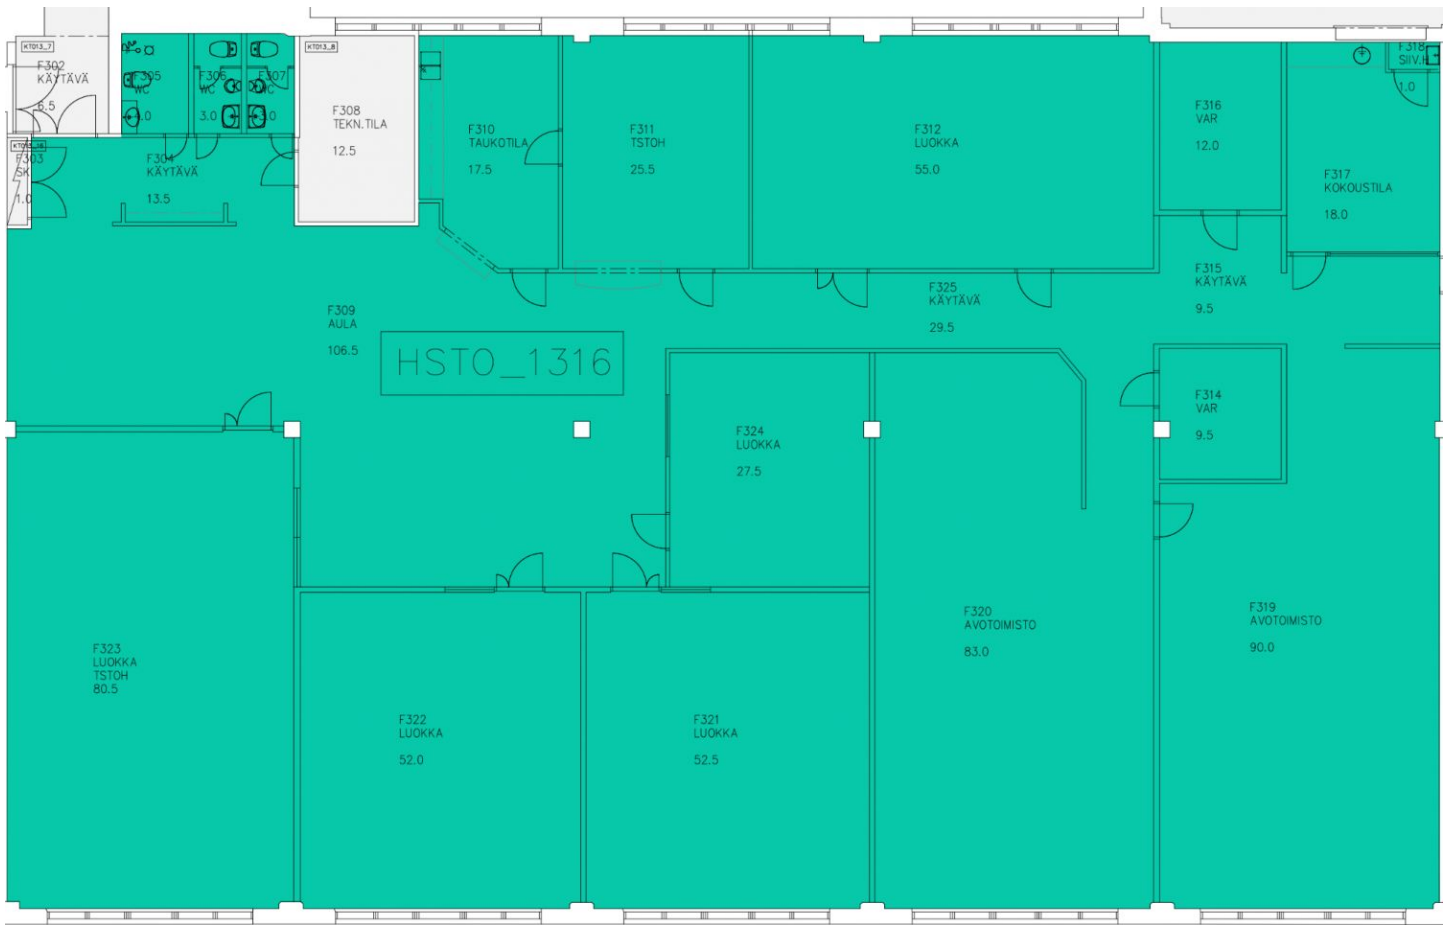 KT013_7
F302
KÄYTÄVÄ
6.5
F305
WC
4.0
F306
WC
3.0
F307
WC
3.0
KT013_8
F308
TEKN.TILA
12.5
F303
SK
1.0
F304
KÄYTÄVÄ
13.5
F310
TAUKOTILA
17.5
F311
TSTOH
25.5
F312
LUOKKA
55.0
F316
VAR
12.0
F318
SIIV.H
1.0
F317
KOKOUSTILA
18.0
F315
KÄYTÄVÄ
9.5
F325
KÄYTÄVÄ
29.5
F309
AULA
106.5
HSTO_1316
F314
VAR
9.5
F324
LUOKKA
27.5
F320
AVOTOIMISTO
83.0
F319
AVOTOIMISTO
90.0
F323
LUOKKA
TSTOH
80.5
F322
LUOKKA
52.0
F321
LUOKKA
52.5